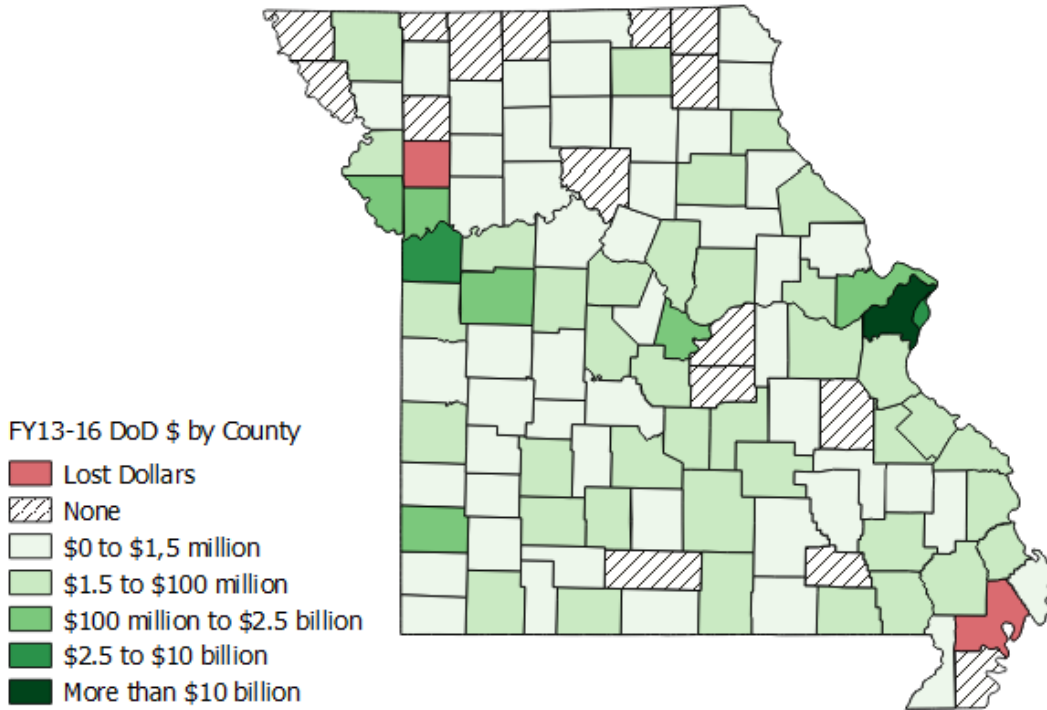 FY13-16 DoD $ by County
Lost Dollars
None
$0 to $1,5 million
$1.5 to $100 million
$100 million to $2.5 billion
$2.5 to $10 billion
More than $10 billion